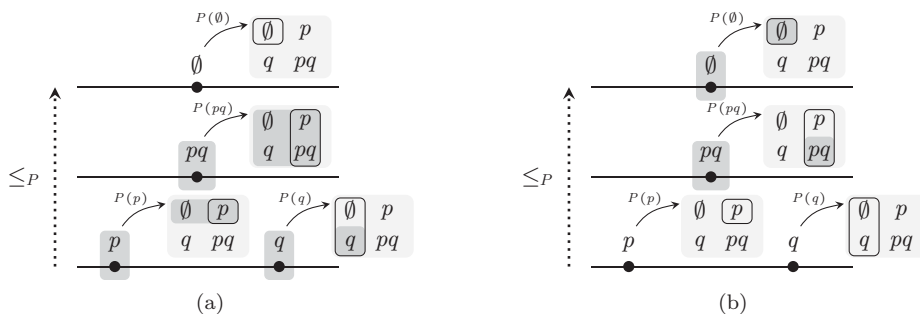 P(∅) ∅ p
∅ q pq
P(pq) ∅ p
pq q pq
≤P
P(p) ∅ p P(q) ∅ p
p q pq q q pq
(a)
P(∅) ∅ p
∅ q pq
P(pq) ∅ p
pq q pq
≤P
P(p) ∅ p P(q) ∅ p
p q pq q q pq
(b)